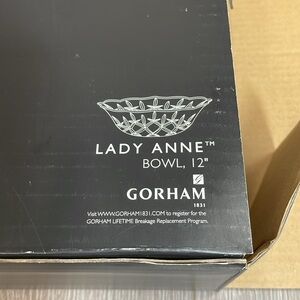 LADY ANNE™
BOWL, 12"
GORHAM
1831
Visit WWW.GORHAM1831.COM to register for the
GORHAM LIFETIME Breakage Replacement Program.